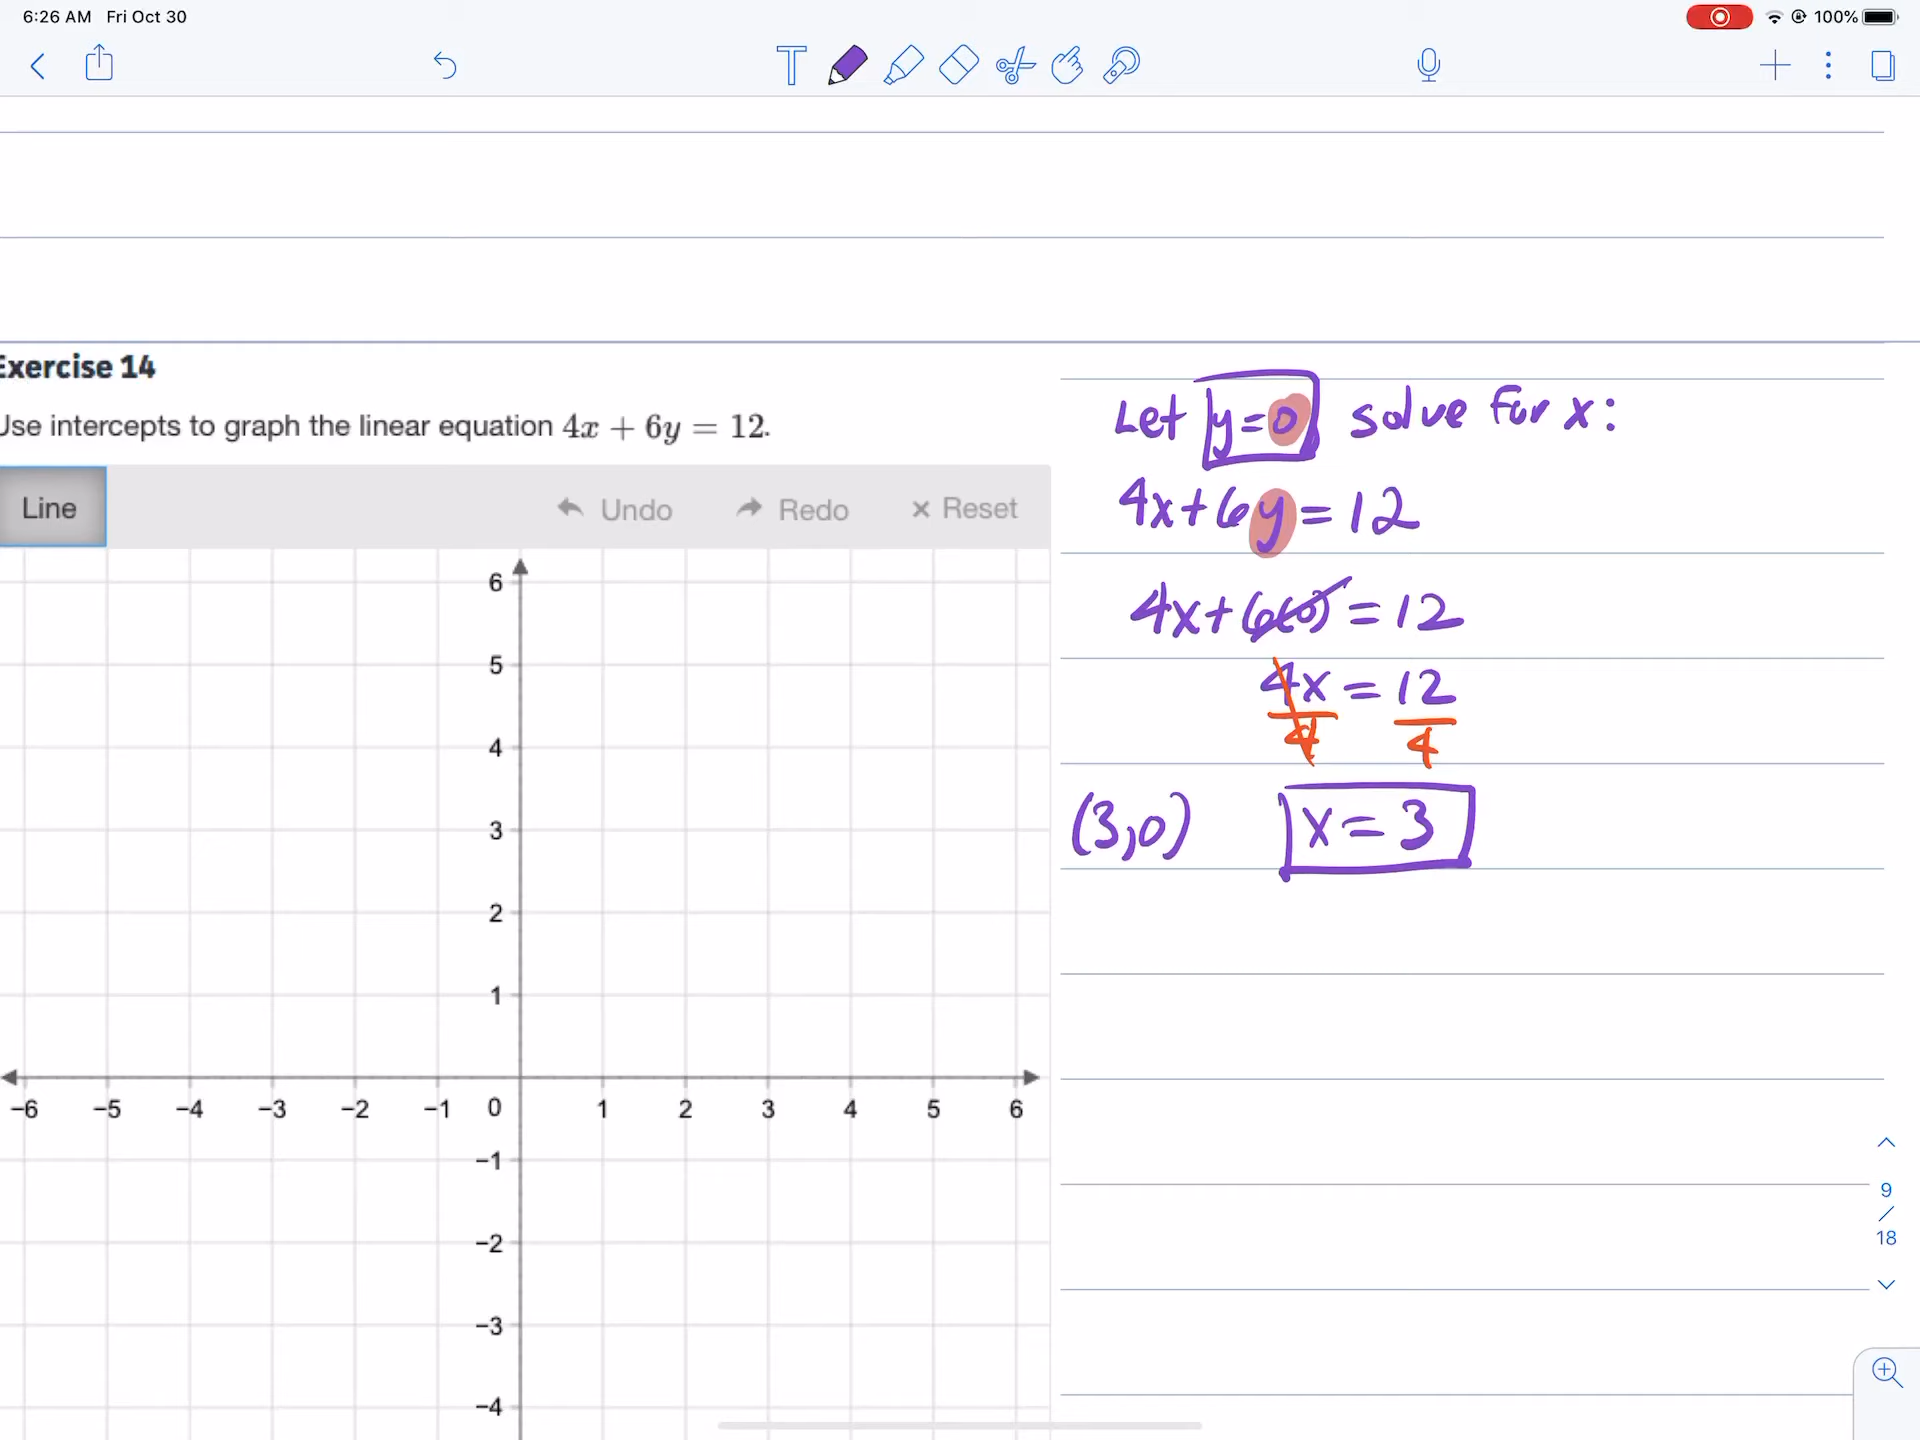 6:26 AM Fri Oct 30
100%
T
Exercise 14
Use intercepts to graph the linear equation 4x + 6y = 12.
Line Undo Redo × Reset
6
5
4
3
2
1
−6 −5 −4 −3 −2 −1 0 1 2 3 4 5 6
−1
−2
−3
−4
Let y=0 solve for x:
4x+6y=12
4x+6(0)=12
4x = 12
4 4
(3,0) x = 3
9
/
18